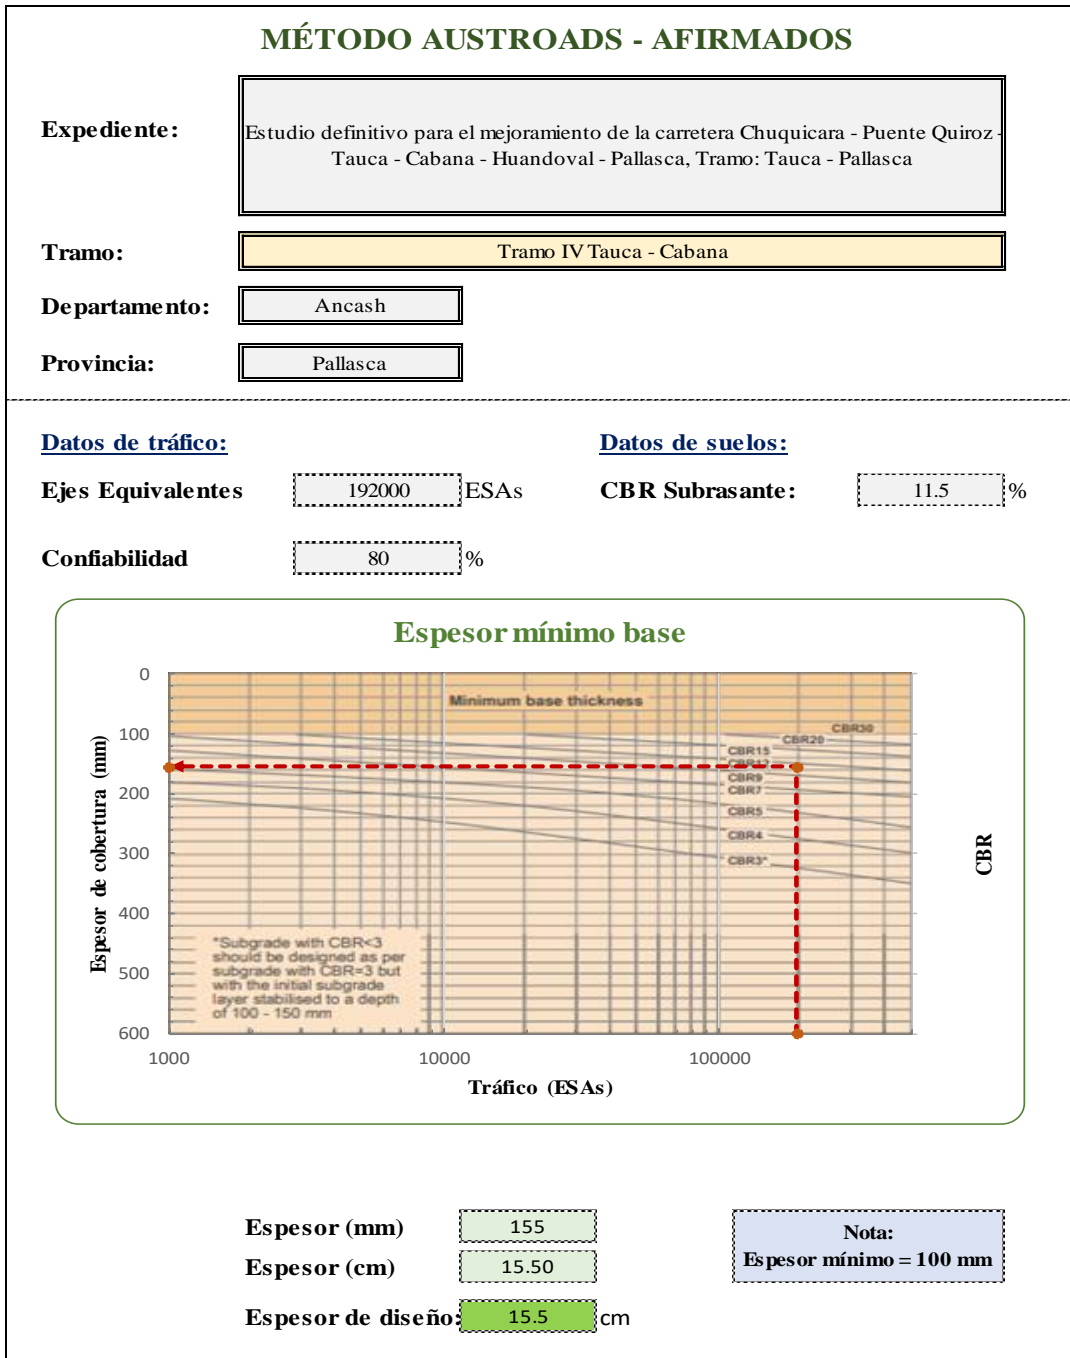 MÉTODO AUSTROADS - AFIRMADOS
Expediente:
Estudio definitivo para el mejoramiento de la carretera Chuquicara - Puente Quiroz -
Tauca - Cabana - Huandoval - Pallasca, Tramo: Tauca - Pallasca
Tramo:
Tramo IV Tauca - Cabana
Departamento:
Ancash
Provincia:
Pallasca
Datos de tráfico:
Datos de suelos:
Ejes Equivalentes
192000
ESAs
CBR Subrasante:
11.5
%
Confiabilidad
80
%
Espesor mínimo base
Espesor de cobertura (mm)
0
100
200
300
400
500
600
Minimum base thickness
CBR30
CBR20
CBR15
CBR12
CBR9
CBR7
CBR5
CBR4
CBR3*
*Subgrade with CBR<3
should be designed as per
subgrade with CBR=3 but
with the initial subgrade
layer stabilised to a depth
of 100 - 150 mm
CBR
1000
10000
100000
Tráfico (ESAs)
Espesor (mm)
155
Espesor (cm)
15.50
Espesor de diseño:
15.5
cm
Nota:
Espesor mínimo = 100 mm